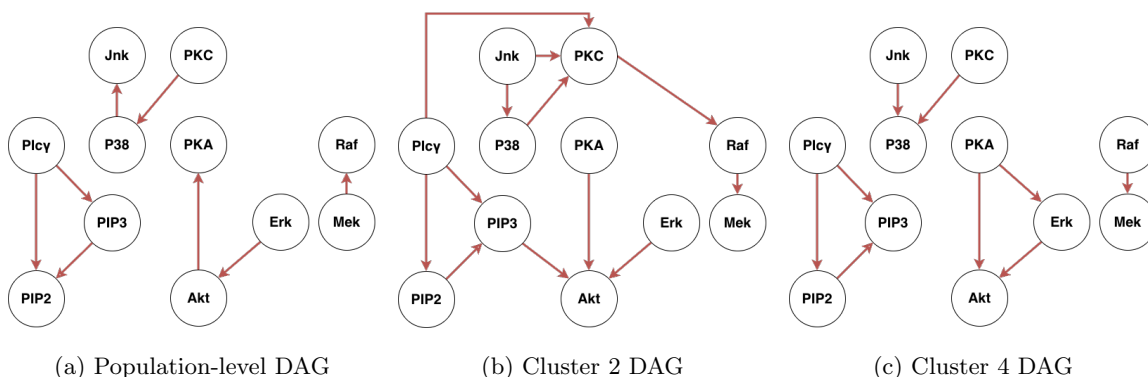 Jnk PKC
Plcγ P38 PKA Raf
PIP3 Erk Mek
PIP2 Akt
(a) Population-level DAG
Jnk PKC
Plcγ P38 PKA Raf
PIP3 Erk Mek
PIP2 Akt
(b) Cluster 2 DAG
Jnk PKC
Plcγ P38 PKA Raf
PIP3 Erk Mek
PIP2 Akt
(c) Cluster 4 DAG